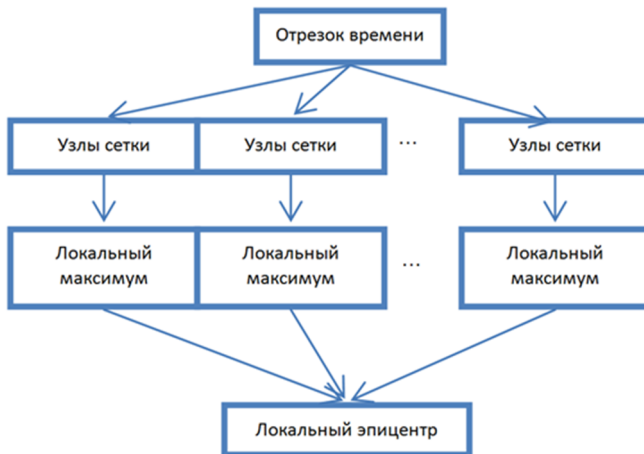 Отрезок времени
Узлы сетки Узлы сетки ... Узлы сетки
Локальный Локальный ... Локальный
максимум максимум максимум
Локальный эпицентр